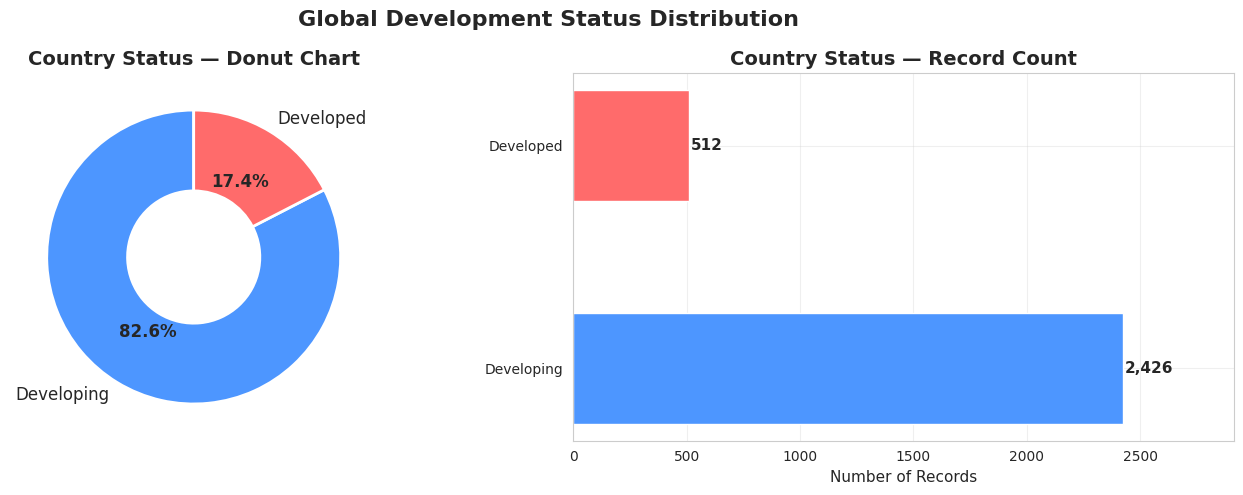 Global Development Status Distribution
Country Status — Donut Chart
Developed
17.4%
82.6%
Developing
Country Status — Record Count
Developed
512
Developing
2,426
0 500 1000 1500 2000 2500
Number of Records